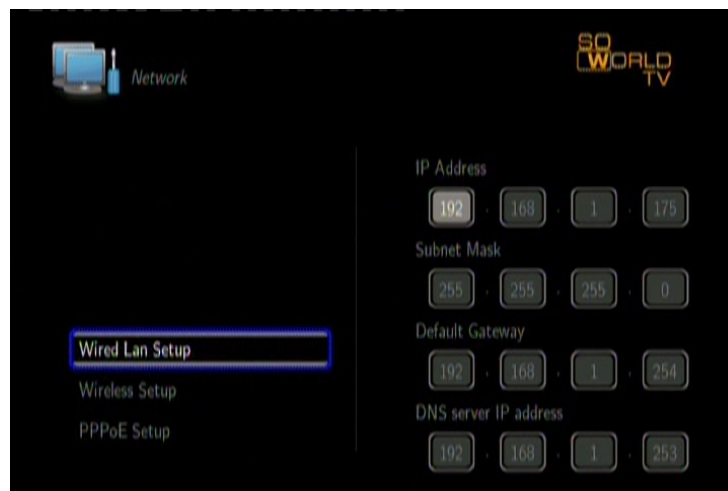 Network
SO
WORLD
TV
Wired Lan Setup
Wireless Setup
PPPoE Setup
IP Address
192 . 168 . 1 . 175
Subnet Mask
255 . 255 . 255 . 0
Default Gateway
192 . 168 . 1 . 254
DNS server IP address
192 . 168 . 1 . 253